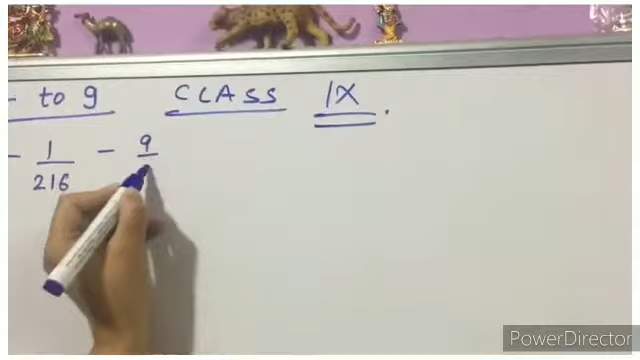 - to 9 CLASS IX.
- 1/216 - 9/
PowerDirector